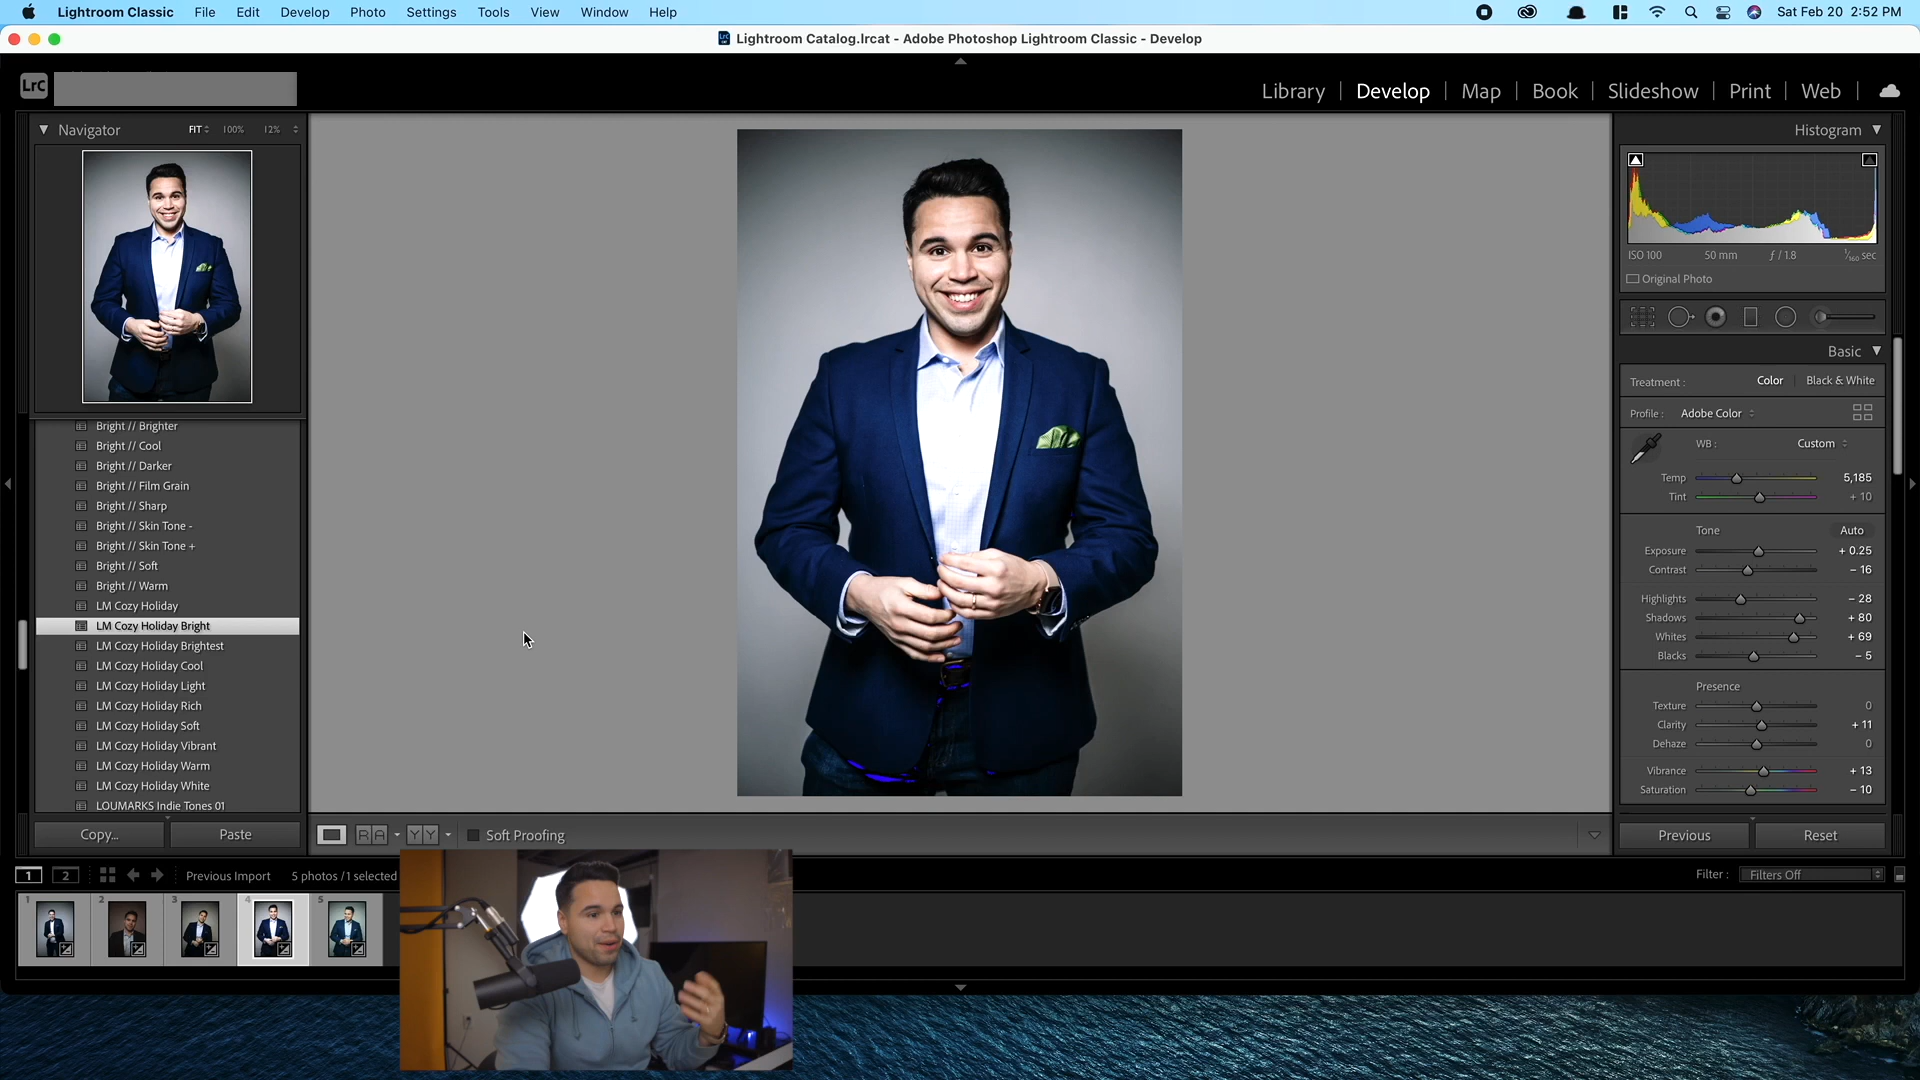 Lightroom Classic File Edit Develop Photo Settings Tools View Window Help Sat Feb 20 2:52 PM
Lightroom Catalog.lrcat - Adobe Photoshop Lightroom Classic - Develop
LrC
Library | Develop | Map | Book | Slideshow | Print | Web |
Navigator FIT 100% 12%
Bright // Brighter
Bright // Cool
Bright // Darker
Bright // Film Grain
Bright // Sharp
Bright // Skin Tone -
Bright // Skin Tone +
Bright // Soft
Bright // Warm
LM Cozy Holiday
LM Cozy Holiday Bright
LM Cozy Holiday Brightest
LM Cozy Holiday Cool
LM Cozy Holiday Light
LM Cozy Holiday Rich
LM Cozy Holiday Soft
LM Cozy Holiday Vibrant
LM Cozy Holiday Warm
LM Cozy Holiday White
LOUMARKS Indie Tones 01
Copy... Paste
R A Y Y Soft Proofing
Histogram
ISO 100 50 mm ƒ / 1.8 1/160 sec
Original Photo
Basic
Treatment : Color Black & White
Profile : Adobe Color
WB : Custom
Temp 5,185
Tint + 10
Tone Auto
Exposure + 0.25
Contrast – 16
Highlights – 28
Shadows + 80
Whites + 69
Blacks – 5
Presence
Texture 0
Clarity + 11
Dehaze 0
Vibrance + 13
Saturation – 10
Previous Reset
1 2 Previous Import 5 photos / 1 selected
Filter : Filters Off
1 2 3 4 5